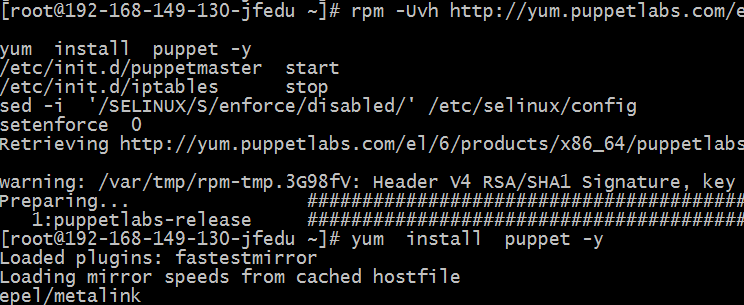 [root@192-168-149-130-jfedu ~]# rpm -Uvh http://yum.puppetlabs.com/e
yum  install  puppet -y
/etc/init.d/puppetmaster  start
/etc/init.d/iptables      stop
sed -i  '/SELINUX/S/enforce/disabled/' /etc/selinux/config
setenforce  0
Retrieving http://yum.puppetlabs.com/el/6/products/x86_64/puppetlabs
warning: /var/tmp/rpm-tmp.3G98fV: Header V4 RSA/SHA1 Signature, key
Preparing...                ########################################
   1:puppetlabs-release     ########################################
[root@192-168-149-130-jfedu ~]# yum  install  puppet -y
Loaded plugins: fastestmirror
Loading mirror speeds from cached hostfile
epel/metalink